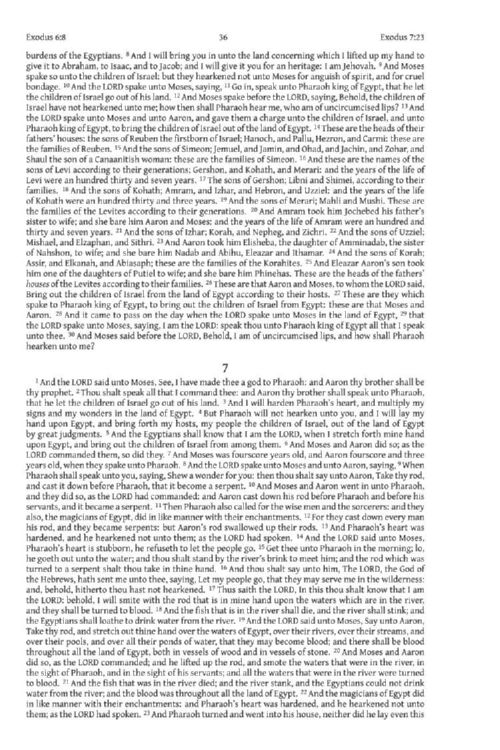 Exodus 6:8 36 Exodus 7:23
burdens of the Egyptians. 8 And I will bring you in unto the land concerning which I lifted up my hand to
give it to Abraham, to Isaac, and to Jacob; and I will give it you for an heritage: I am Jehovah. 9 And Moses
spake so unto the children of Israel: but they hearkened not unto Moses for anguish of spirit, and for cruel
bondage. 10 And the LORD spake unto Moses, saying, 11 Go in, speak unto Pharaoh king of Egypt, that he let
the children of Israel go out of his land. 12 And Moses spake before the LORD, saying, Behold, the children of
Israel have not hearkened unto me; how then shall Pharaoh hear me, who am of uncircumcised lips? 13 And
the LORD spake unto Moses and unto Aaron, and gave them a charge unto the children of Israel, and unto
Pharaoh king of Egypt, to bring the children of Israel out of the land of Egypt. 14 These are the heads of their
fathers' houses: the sons of Reuben the firstborn of Israel; Hanoch, and Pallu, Hezron, and Carmi: these are
the families of Reuben. 15 And the sons of Simeon; Jemuel, and Jamin, and Ohad, and Jachin, and Zohar, and
Shaul the son of a Canaanitish woman: these are the families of Simeon. 16 And these are the names of the
sons of Levi according to their generations; Gershon, and Kohath, and Merari: and the years of the life of
Levi were an hundred thirty and seven years. 17 The sons of Gershon; Libni and Shimei, according to their
families. 18 And the sons of Kohath; Amram, and Izhar, and Hebron, and Uzziel: and the years of the life
of Kohath were an hundred thirty and three years. 19 And the sons of Merari; Mahli and Mushi. These are
the families of the Levites according to their generations. 20 And Amram took him Jochebed his father's
sister to wife; and she bare him Aaron and Moses: and the years of the life of Amram were an hundred and
thirty and seven years. 21 And the sons of Izhar; Korah, and Nepheg, and Zichri. 22 And the sons of Uzziel;
Mishael, and Elzaphan, and Sithri. 23 And Aaron took him Elisheba, the daughter of Amminadab, the sister
of Nahshon, to wife; and she bare him Nadab and Abihu, Eleazar and Ithamar. 24 And the sons of Korah;
Assir, and Elkanah, and Abiasaph; these are the families of the Korahites. 25 And Eleazar Aaron's son took
him one of the daughters of Putiel to wife; and she bare him Phinehas. These are the heads of the fathers'
houses of the Levites according to their families. 26 These are that Aaron and Moses, to whom the LORD said,
Bring out the children of Israel from the land of Egypt according to their hosts. 27 These are they which
spake to Pharaoh king of Egypt, to bring out the children of Israel from Egypt: these are that Moses and
Aaron. 28 And it came to pass on the day when the LORD spake unto Moses in the land of Egypt, 29 that
the LORD spake unto Moses, saying, I am the LORD: speak thou unto Pharaoh king of Egypt all that I speak
unto thee. 30 And Moses said before the LORD, Behold, I am of uncircumcised lips, and how shall Pharaoh
hearken unto me?
7
1 And the LORD said unto Moses, See, I have made thee a god to Pharaoh: and Aaron thy brother shall be
thy prophet. 2 Thou shalt speak all that I command thee: and Aaron thy brother shall speak unto Pharaoh,
that he let the children of Israel go out of his land. 3 And I will harden Pharaoh's heart, and multiply my
signs and my wonders in the land of Egypt. 4 But Pharaoh will not hearken unto you, and I will lay my
hand upon Egypt, and bring forth my hosts, my people the children of Israel, out of the land of Egypt
by great judgments. 5 And the Egyptians shall know that I am the LORD, when I stretch forth mine hand
upon Egypt, and bring out the children of Israel from among them. 6 And Moses and Aaron did so; as the
LORD commanded them, so did they. 7 And Moses was fourscore years old, and Aaron fourscore and three
years old, when they spake unto Pharaoh. 8 And the LORD spake unto Moses and unto Aaron, saying, 9 When
Pharaoh shall speak unto you, saying, Shew a wonder for you: then thou shalt say unto Aaron, Take thy rod,
and cast it down before Pharaoh, that it become a serpent. 10 And Moses and Aaron went in unto Pharaoh,
and they did so, as the LORD had commanded: and Aaron cast down his rod before Pharaoh and before his
servants, and it became a serpent. 11 Then Pharaoh also called for the wise men and the sorcerers: and they
also, the magicians of Egypt, did in like manner with their enchantments. 12 For they cast down every man
his rod, and they became serpents: but Aaron's rod swallowed up their rods. 13 And Pharaoh's heart was
hardened, and he hearkened not unto them; as the LORD had spoken. 14 And the LORD said unto Moses,
Pharaoh's heart is stubborn, he refuseth to let the people go. 15 Get thee unto Pharaoh in the morning; lo,
he goeth out unto the water; and thou shalt stand by the river's brink to meet him; and the rod which was
turned to a serpent shalt thou take in thine hand. 16 And thou shalt say unto him, The LORD, the God of
the Hebrews, hath sent me unto thee, saying, Let my people go, that they may serve me in the wilderness:
and, behold, hitherto thou hast not hearkened. 17 Thus saith the LORD, In this thou shalt know that I am
the LORD: behold, I will smite with the rod that is in mine hand upon the waters which are in the river,
and they shall be turned to blood. 18 And the fish that is in the river shall die, and the river shall stink; and
the Egyptians shall loathe to drink water from the river. 19 And the LORD said unto Moses, Say unto Aaron,
Take thy rod, and stretch out thine hand over the waters of Egypt, over their rivers, over their streams, and
over their pools, and over all their ponds of water, that they may become blood; and there shall be blood
throughout all the land of Egypt, both in vessels of wood and in vessels of stone. 20 And Moses and Aaron
did so, as the LORD commanded; and he lifted up the rod, and smote the waters that were in the river, in
the sight of Pharaoh, and in the sight of his servants; and all the waters that were in the river were turned
to blood. 21 And the fish that was in the river died; and the river stank, and the Egyptians could not drink
water from the river; and the blood was throughout all the land of Egypt. 22 And the magicians of Egypt did
in like manner with their enchantments: and Pharaoh's heart was hardened, and he hearkened not unto
them; as the LORD had spoken. 23 And Pharaoh turned and went into his house, neither did he lay even this